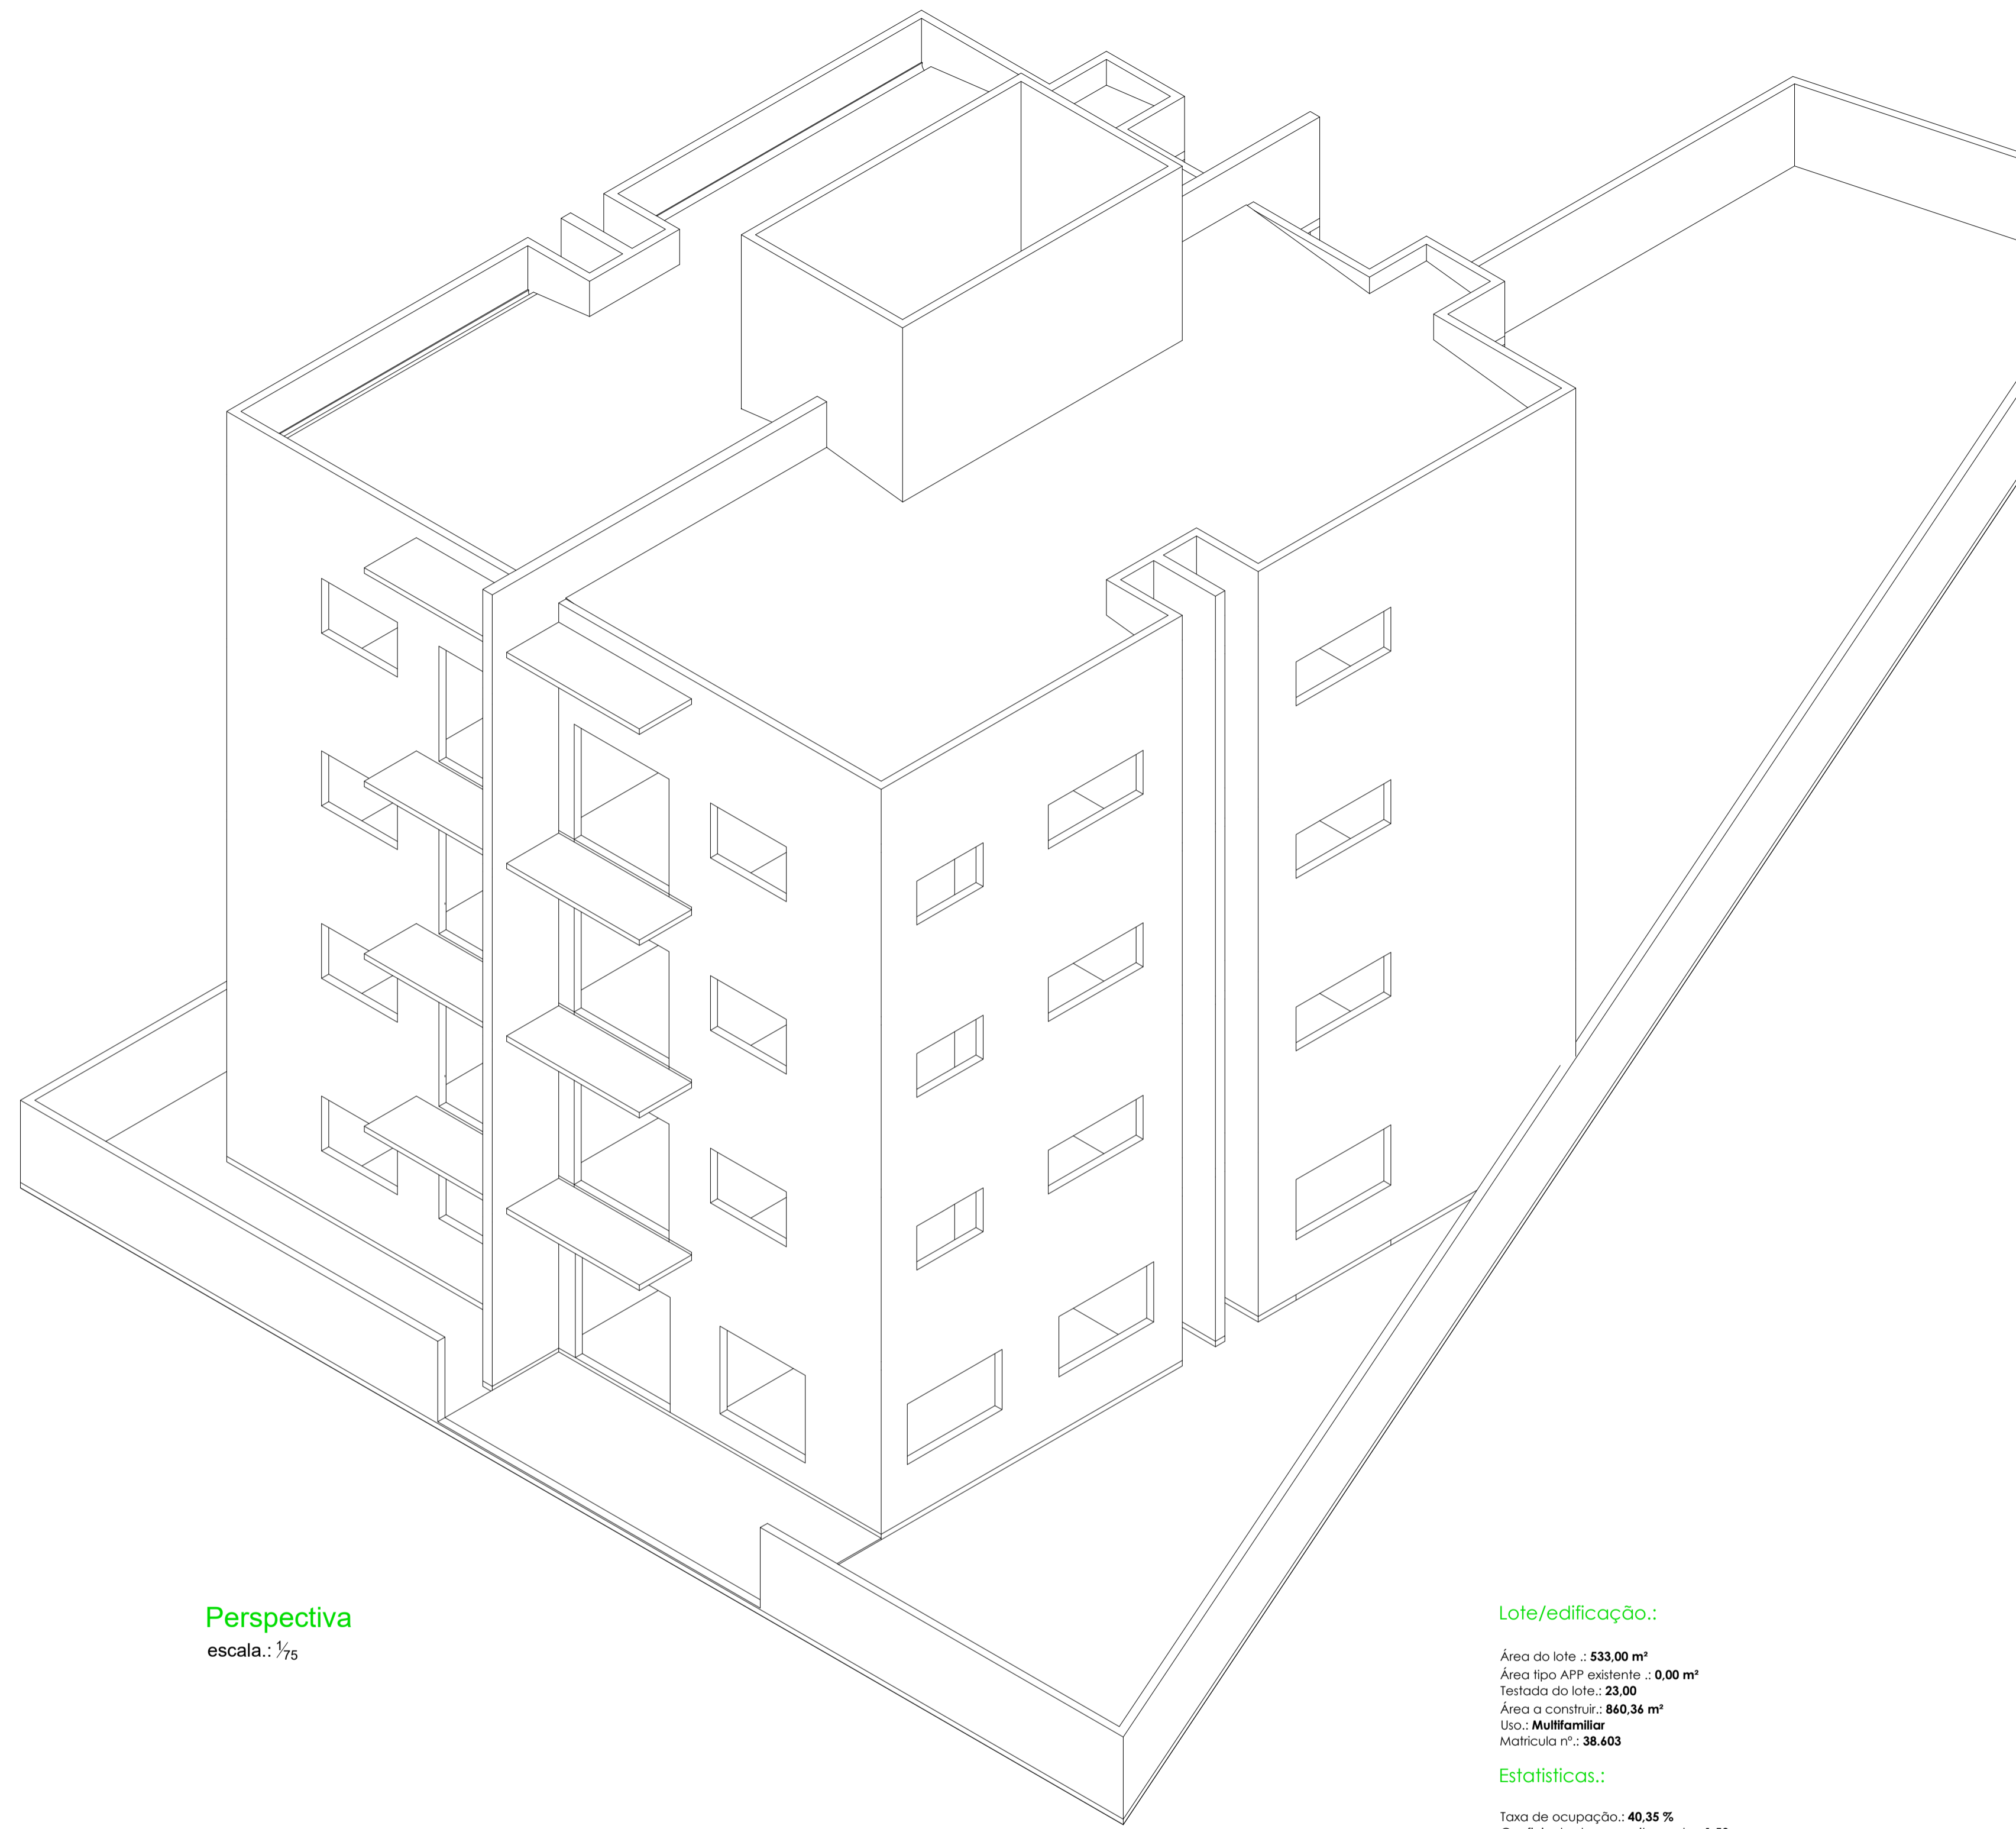 Perspectiva
escala.: 1/75
Lote/edificação.:
Área do lote .: 533,00 m²
Área tipo APP existente .: 0,00 m²
Testada do lote.: 23,00
Área a construir.: 860,36 m²
Uso.: Multifamiliar
Matricula nº.: 38.603
Estatisticas.:
Taxa de ocupação.: 40,35 %